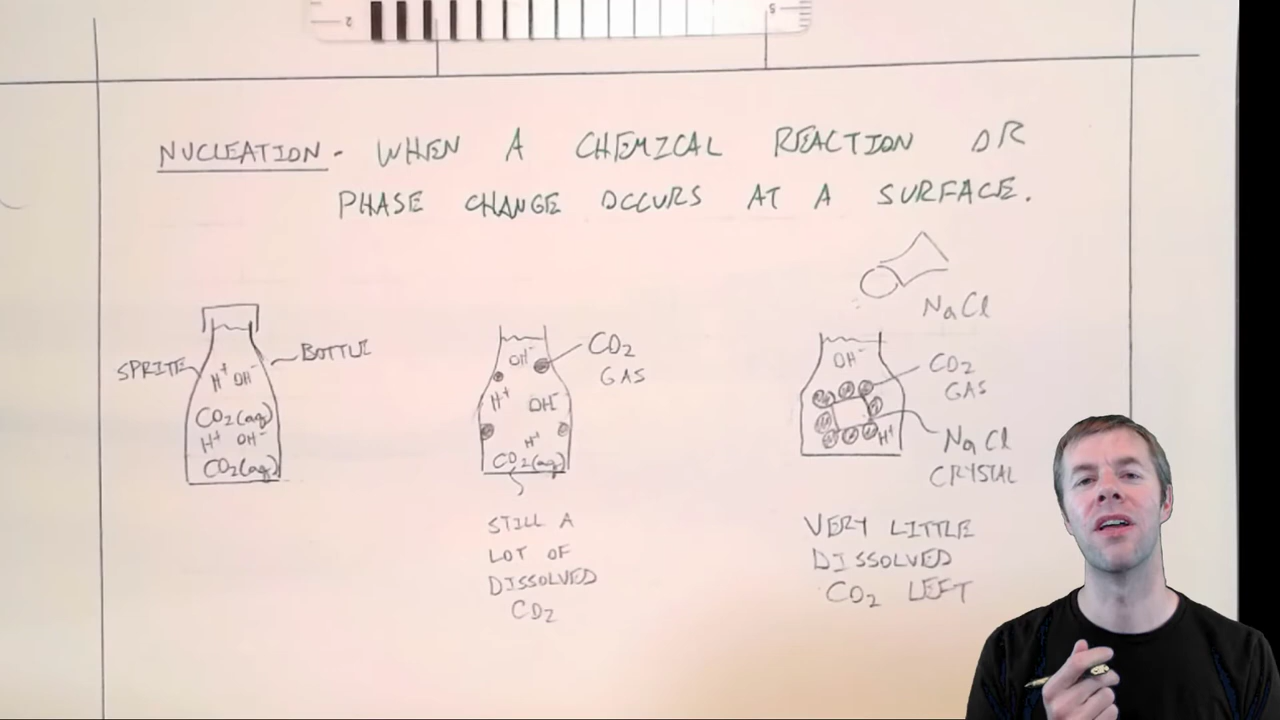 2
5
NUCLEATION - WHEN A CHEMICAL REACTION OR
PHASE CHANGE OCCURS AT A SURFACE.
NaCl
SPRITE
BOTTLE
H⁺ OH⁻
CO₂(aq)
H⁺ OH⁻
CO₂(aq)
CO₂
GAS
OH⁻
H⁺
OH⁻
H⁺
CO₂(aq)
STILL A
LOT OF
DISSOLVED
CO₂
OH⁻
CO₂
GAS
H⁺
NaCl
CRYSTAL
VERY LITTLE
DISSOLVED
CO₂ LEFT